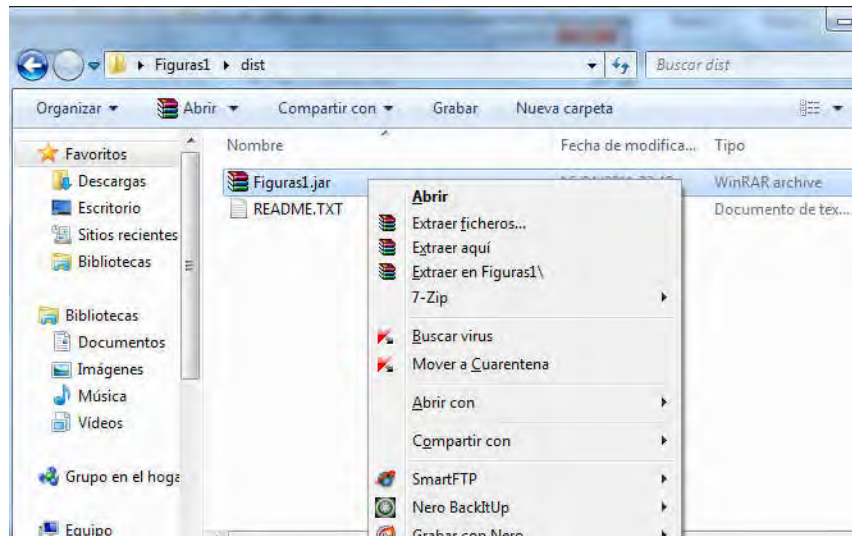 Figuras1 ▸ dist
Buscar dist
Organizar Abrir Compartir con Grabar Nueva carpeta
Nombre Fecha de modifica... Tipo
Favoritos
Descargas
Escritorio
Sitios recientes
Bibliotecas
Bibliotecas
Documentos
Imágenes
Música
Vídeos
Grupo en el hoga
Equipo
Figuras1.jar WinRAR archive
README.TXT Documento de tex...
Abrir
Extraer ficheros...
Extraer aquí
Extraer en Figuras1\
7-Zip
Buscar virus
Mover a Cuarentena
Abrir con
Compartir con
SmartFTP
Nero BackItUp
Grabar con Nero